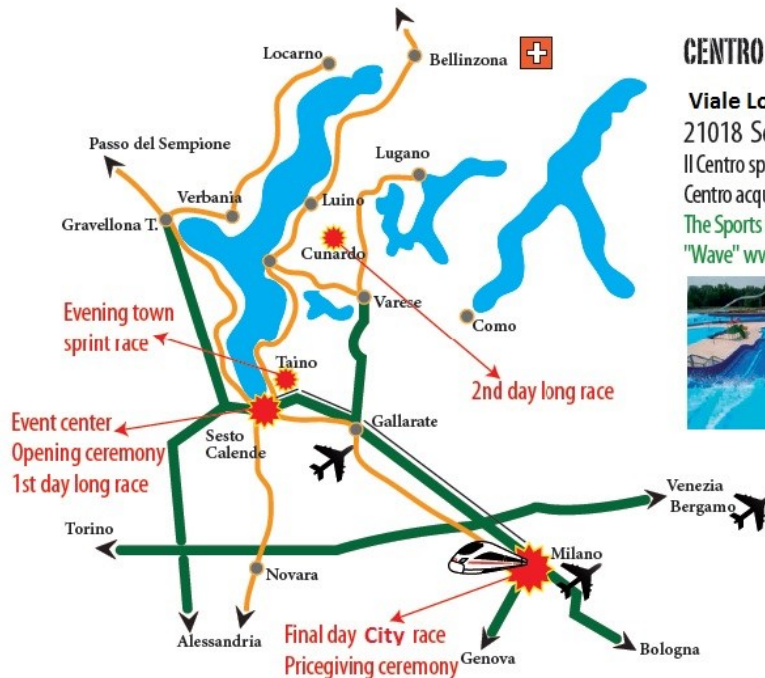 Locarno
Bellinzona
CENTRO
Viale Lo
21018 Se
Il Centro sp
Centro acqu
The Sports
"Wave" ww
Passo del Sempione
Lugano
Verbania
Luino
Gravellona T.
Cunardo
Varese
Como
Evening town
sprint race
Taino
2nd day long race
Event center
Opening ceremony
1st day long race
Sesto
Calende
Gallarate
Venezia
Bergamo
Torino
Milano
Novara
Alessandria
Final day City race
Pricegiving ceremony
Genova
Bologna